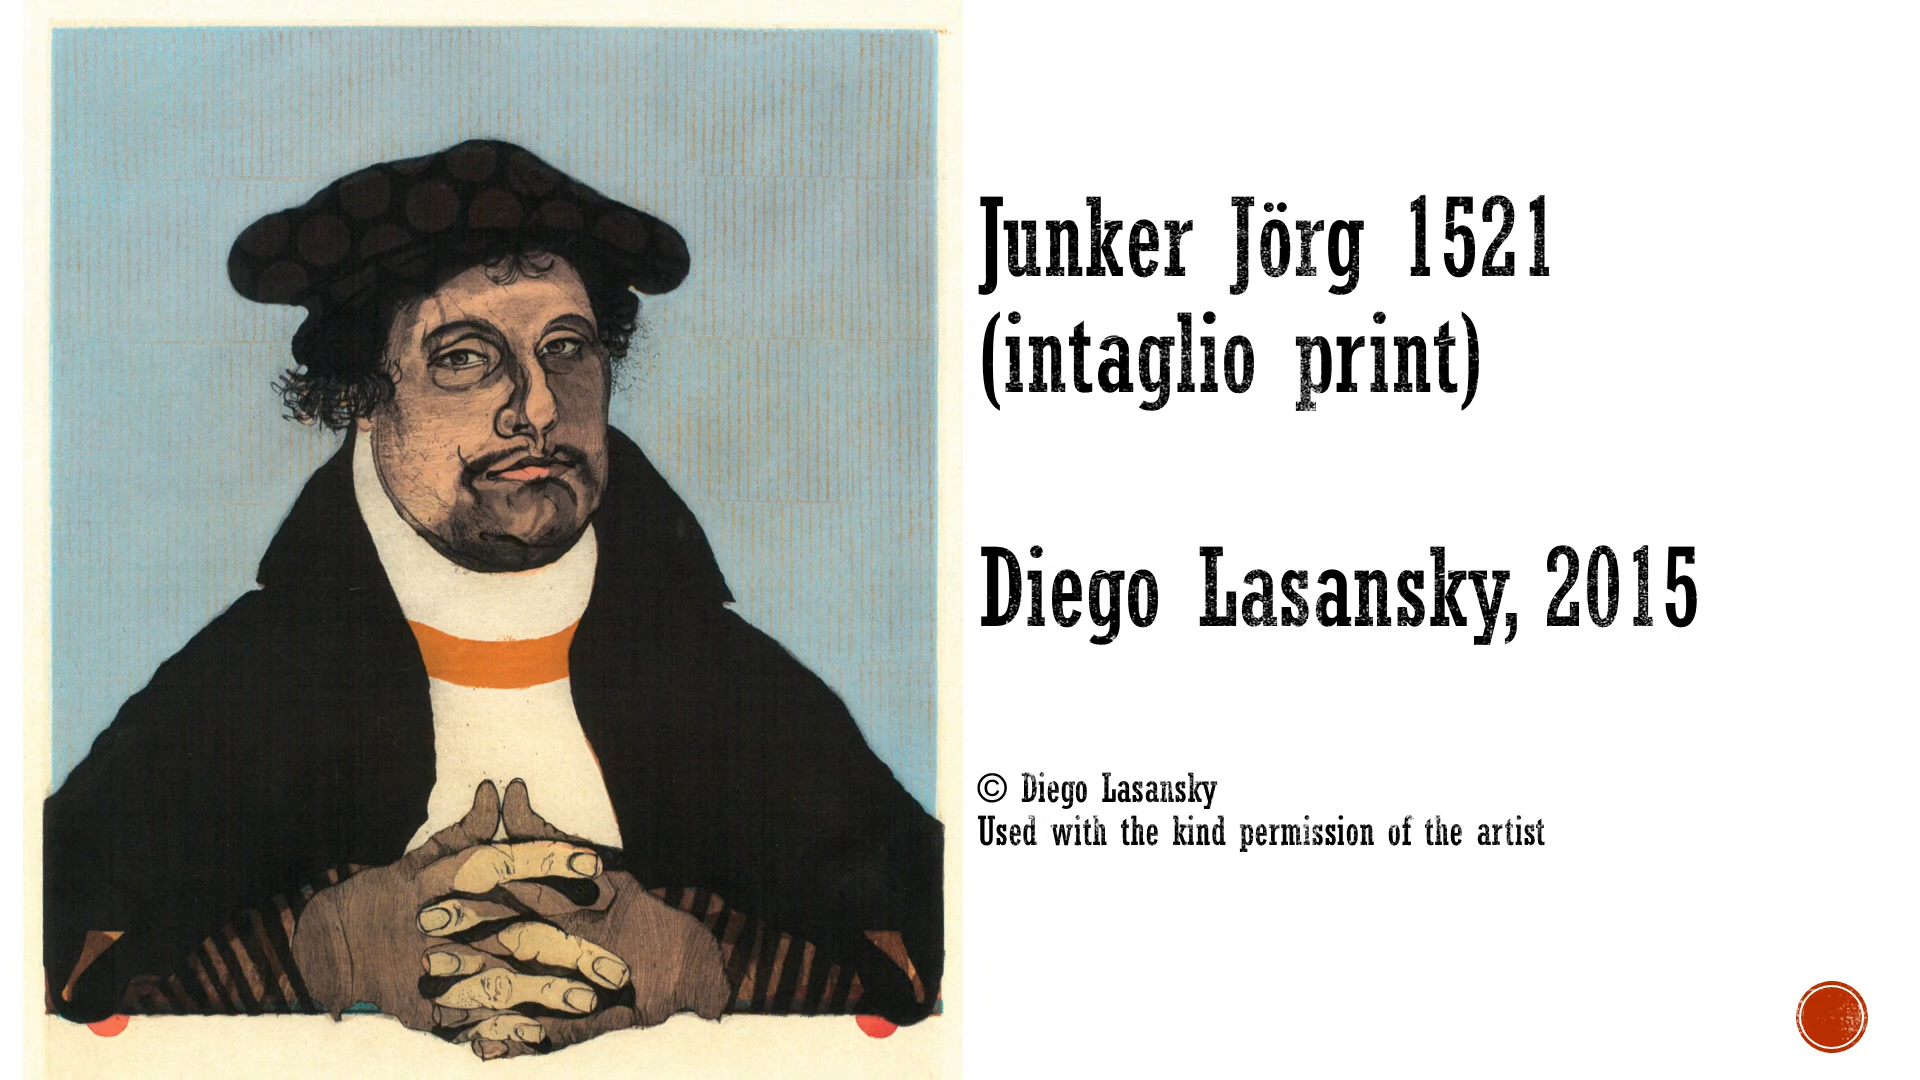 Junker Jörg 1521
(intaglio print)
Diego Lasansky, 2015
© Diego Lasansky
Used with the kind permission of the artist